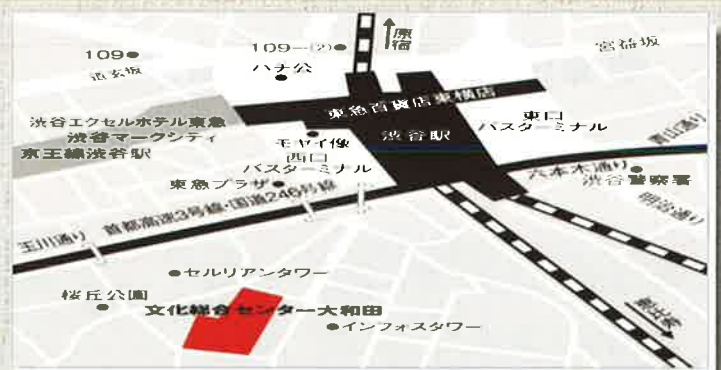 109
109-(2)
原宿
宮益坂
道玄坂
ハチ公
東急百貨店東横店
渋谷エクセルホテル東急
渋谷マークシティ
京王線渋谷駅
モヤイ像
西口
バスターミナル
渋谷駅
東口
バスターミナル
青山通り
東急プラザ
六本木通り
渋谷警察署
明治通り
玉川通り
首都高速3号線・国道246号線
セルリアンタワー
桜丘公園
文化総合センター大和田
インフォスタワー
恵比寿